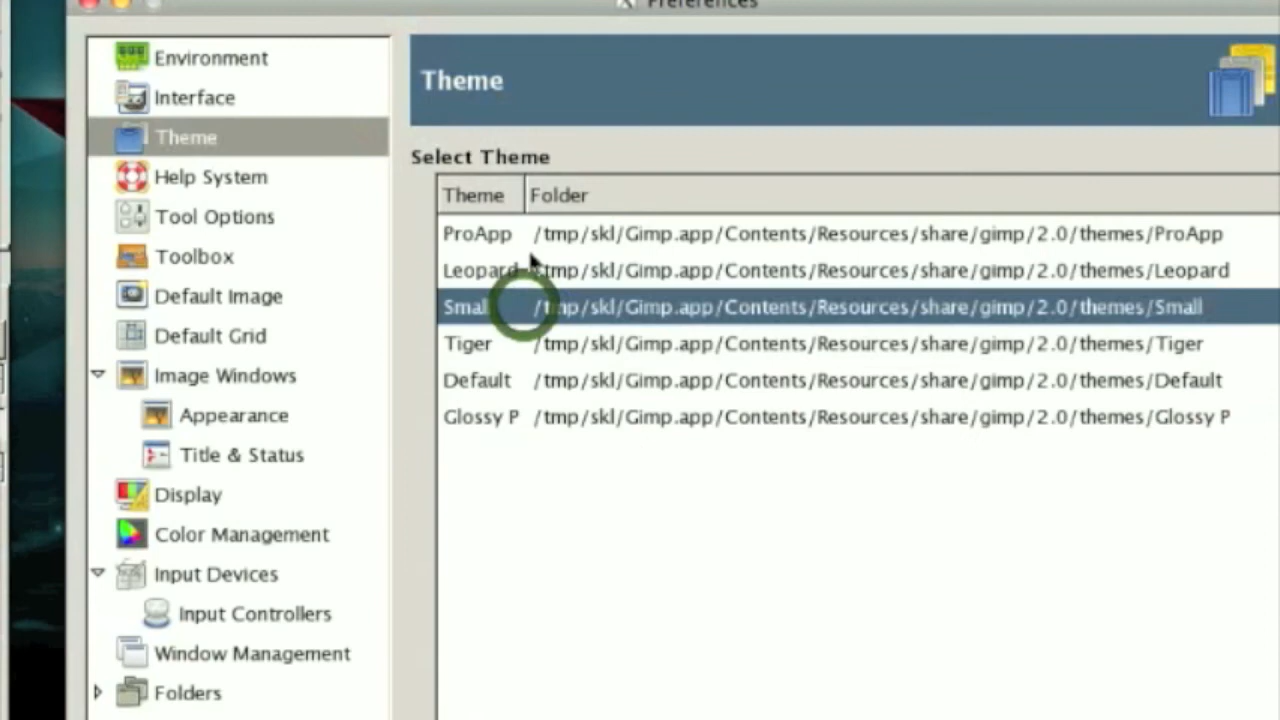 Preferences
Environment
Interface
Theme
Help System
Tool Options
Toolbox
Default Image
Default Grid
Image Windows
Appearance
Title & Status
Display
Color Management
Input Devices
Input Controllers
Window Management
Folders
Theme
Select Theme
Theme Folder
ProApp /tmp/skl/Gimp.app/Contents/Resources/share/gimp/2.0/themes/ProApp
Leopard /tmp/skl/Gimp.app/Contents/Resources/share/gimp/2.0/themes/Leopard
Small /tmp/skl/Gimp.app/Contents/Resources/share/gimp/2.0/themes/Small
Tiger /tmp/skl/Gimp.app/Contents/Resources/share/gimp/2.0/themes/Tiger
Default /tmp/skl/Gimp.app/Contents/Resources/share/gimp/2.0/themes/Default
Glossy P /tmp/skl/Gimp.app/Contents/Resources/share/gimp/2.0/themes/Glossy P